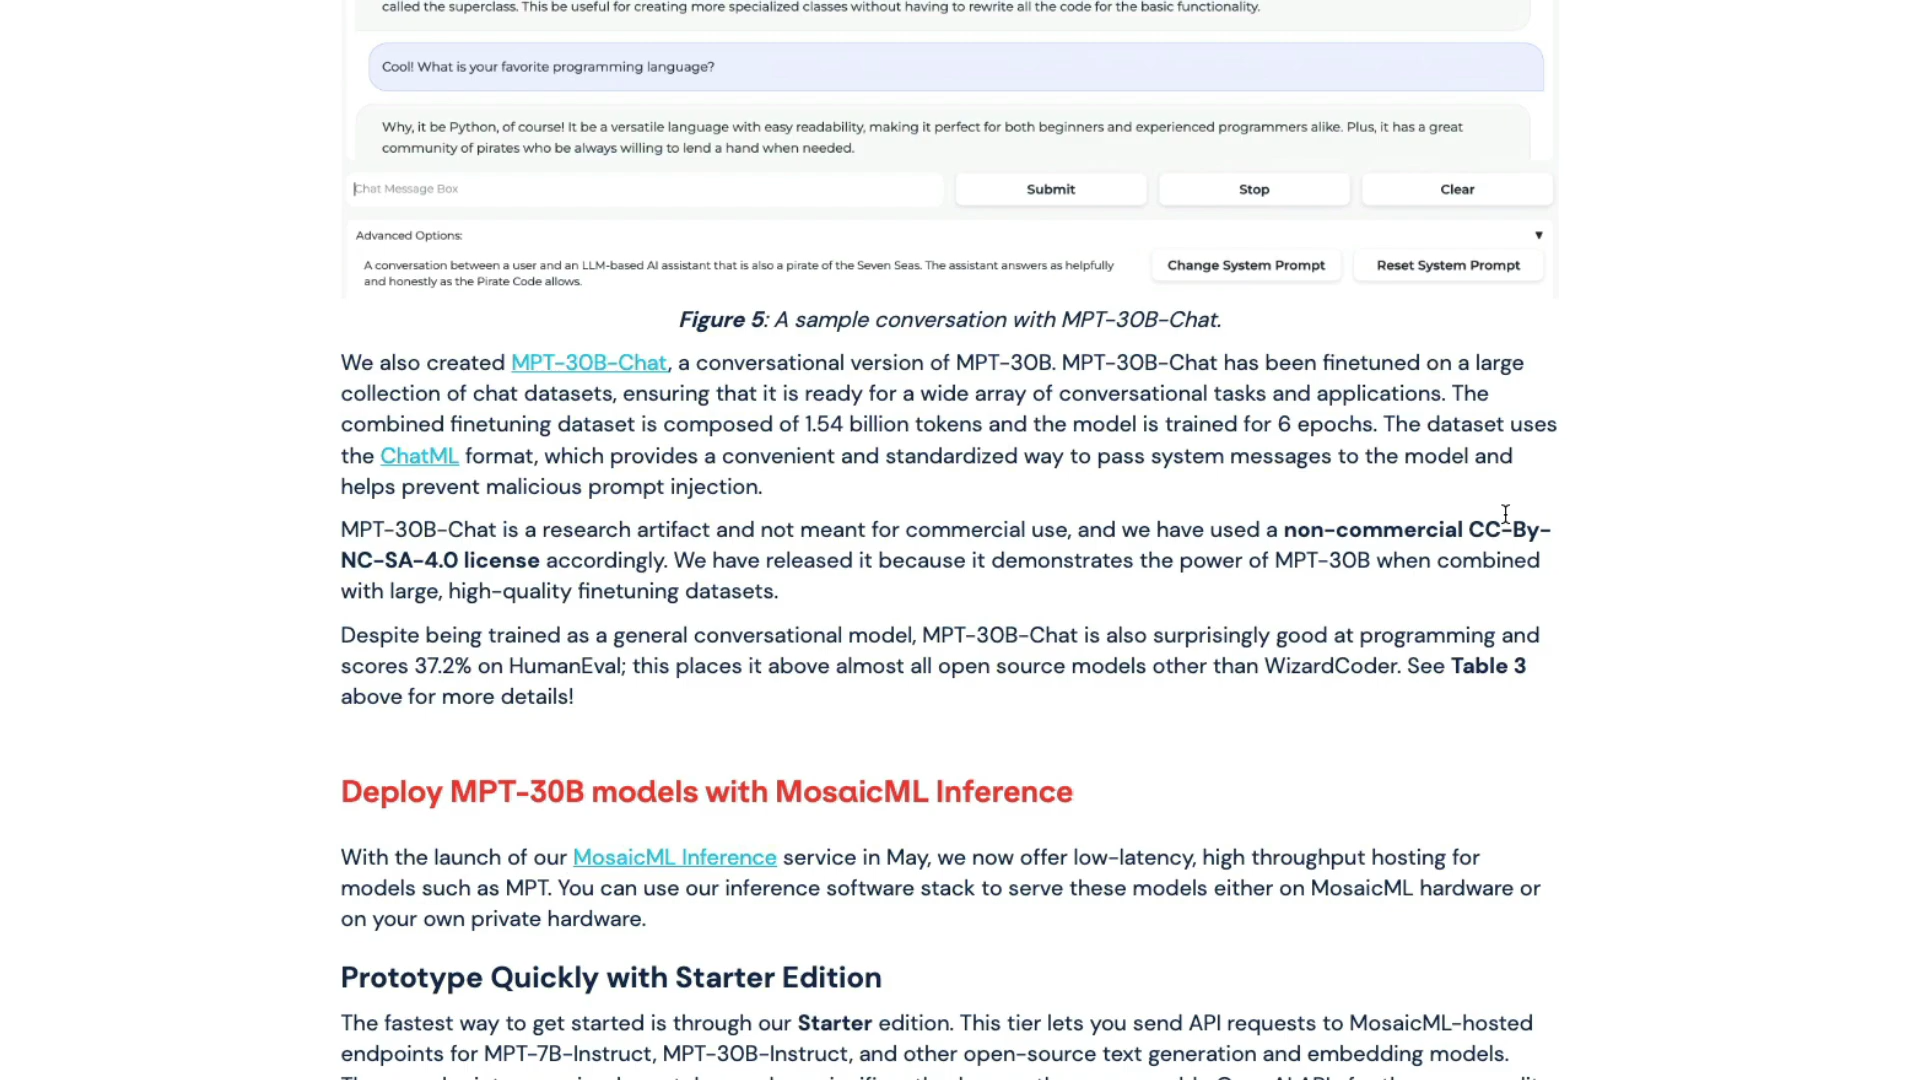 called the superclass. This be useful for creating more specialized classes without having to rewrite all the code for the basic functionality.
Cool! What is your favorite programming language?
Why, it be Python, of course! It be a versatile language with easy readability, making it perfect for both beginners and experienced programmers alike. Plus, it has a great
community of pirates who be always willing to lend a hand when needed.
Chat Message Box
Submit
Stop
Clear
Advanced Options:
▼
A conversation between a user and an LLM-based AI assistant that is also a pirate of the Seven Seas. The assistant answers as helpfully
and honestly as the Pirate Code allows.
Change System Prompt
Reset System Prompt
Figure 5: A sample conversation with MPT-30B-Chat.
We also created MPT-30B-Chat, a conversational version of MPT-30B. MPT-30B-Chat has been finetuned on a large
collection of chat datasets, ensuring that it is ready for a wide array of conversational tasks and applications. The
combined finetuning dataset is composed of 1.54 billion tokens and the model is trained for 6 epochs. The dataset uses
the ChatML format, which provides a convenient and standardized way to pass system messages to the model and
helps prevent malicious prompt injection.
MPT-30B-Chat is a research artifact and not meant for commercial use, and we have used a non-commercial CC-By-
NC-SA-4.0 license accordingly. We have released it because it demonstrates the power of MPT-30B when combined
with large, high-quality finetuning datasets.
Despite being trained as a general conversational model, MPT-30B-Chat is also surprisingly good at programming and
scores 37.2% on HumanEval; this places it above almost all open source models other than WizardCoder. See Table 3
above for more details!
Deploy MPT-30B models with MosaicML Inference
With the launch of our MosaicML Inference service in May, we now offer low-latency, high throughput hosting for
models such as MPT. You can use our inference software stack to serve these models either on MosaicML hardware or
on your own private hardware.
Prototype Quickly with Starter Edition
The fastest way to get started is through our Starter edition. This tier lets you send API requests to MosaicML-hosted
endpoints for MPT-7B-Instruct, MPT-30B-Instruct, and other open-source text generation and embedding models.